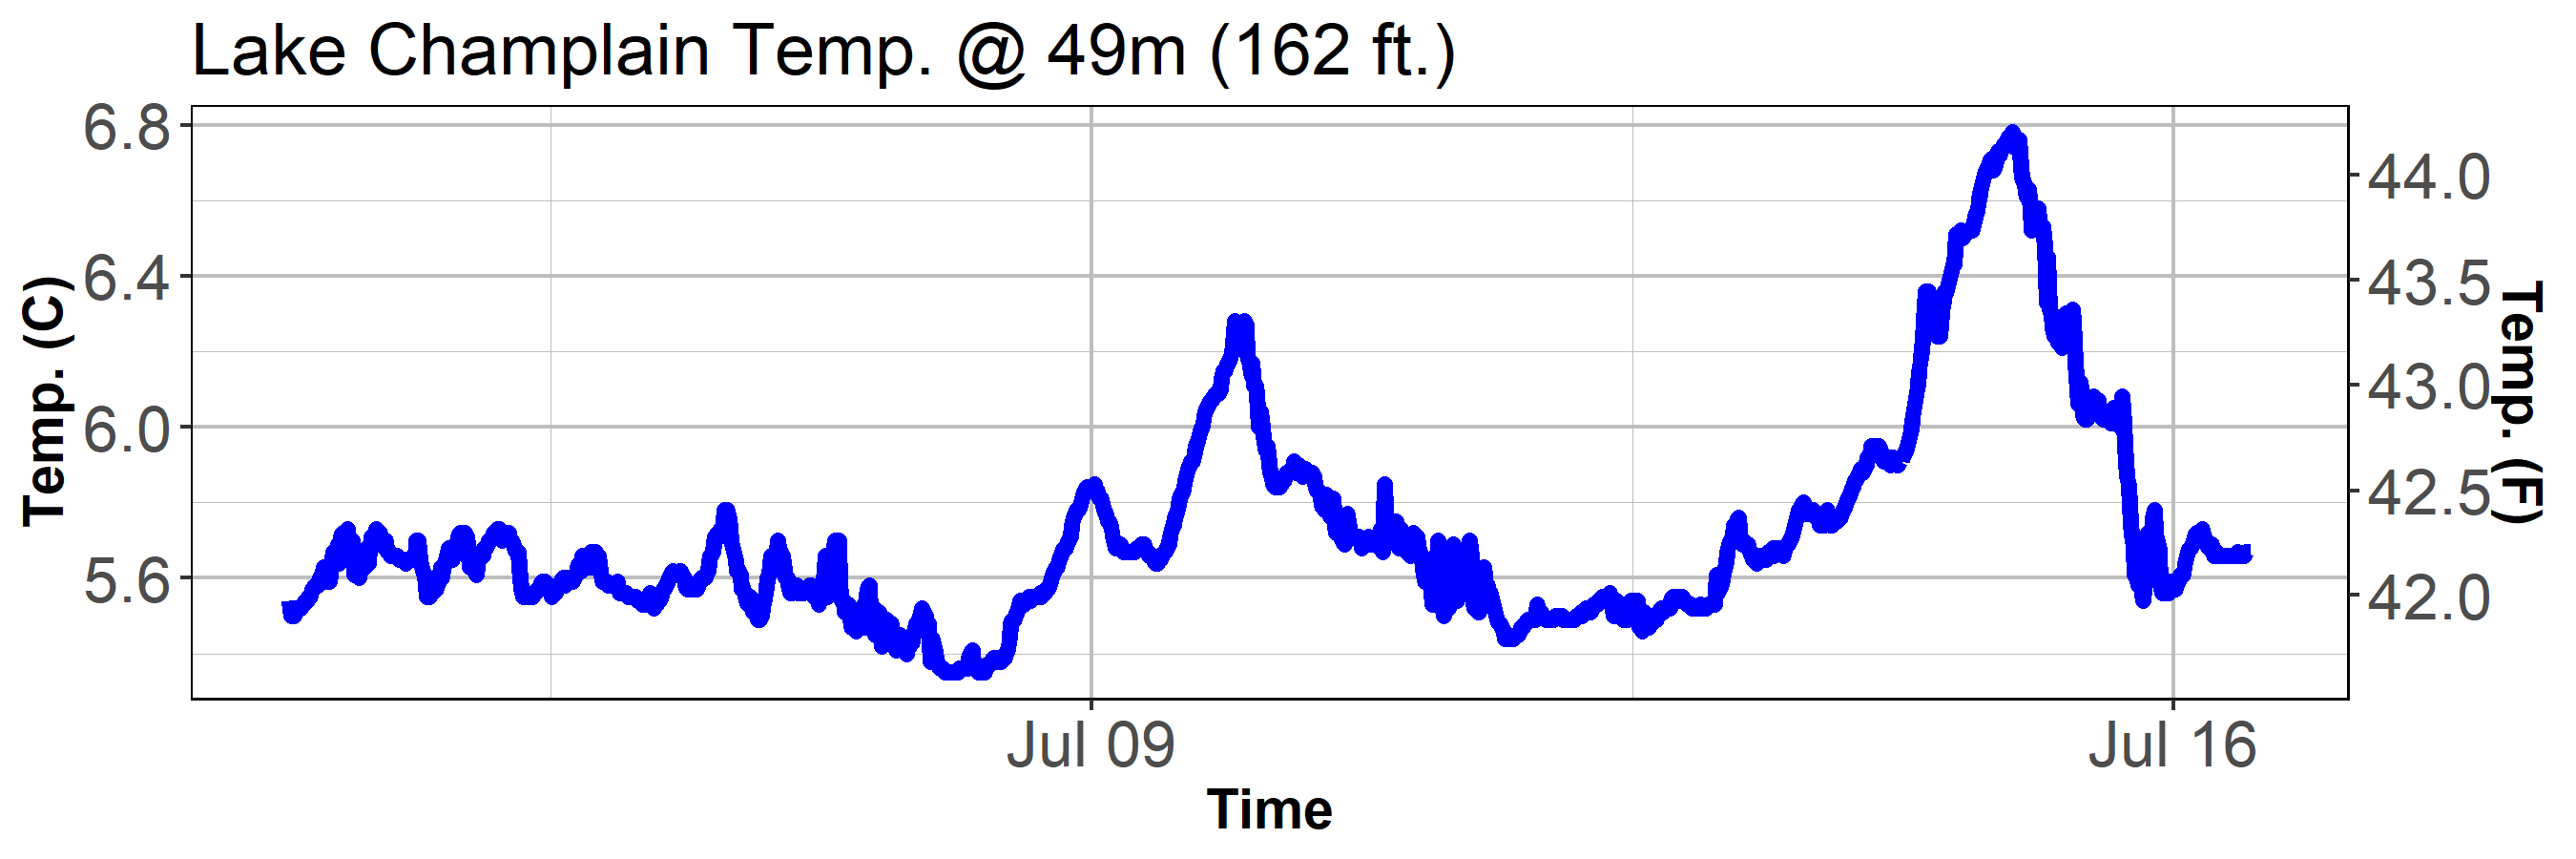 Lake Champlain Temp. @ 49m (162 ft.)
6.8
6.4
6.0
5.6
Temp. (C)
44.0
43.5
43.0
42.5
42.0
Temp. (F)
Jul 09
Jul 16
Time